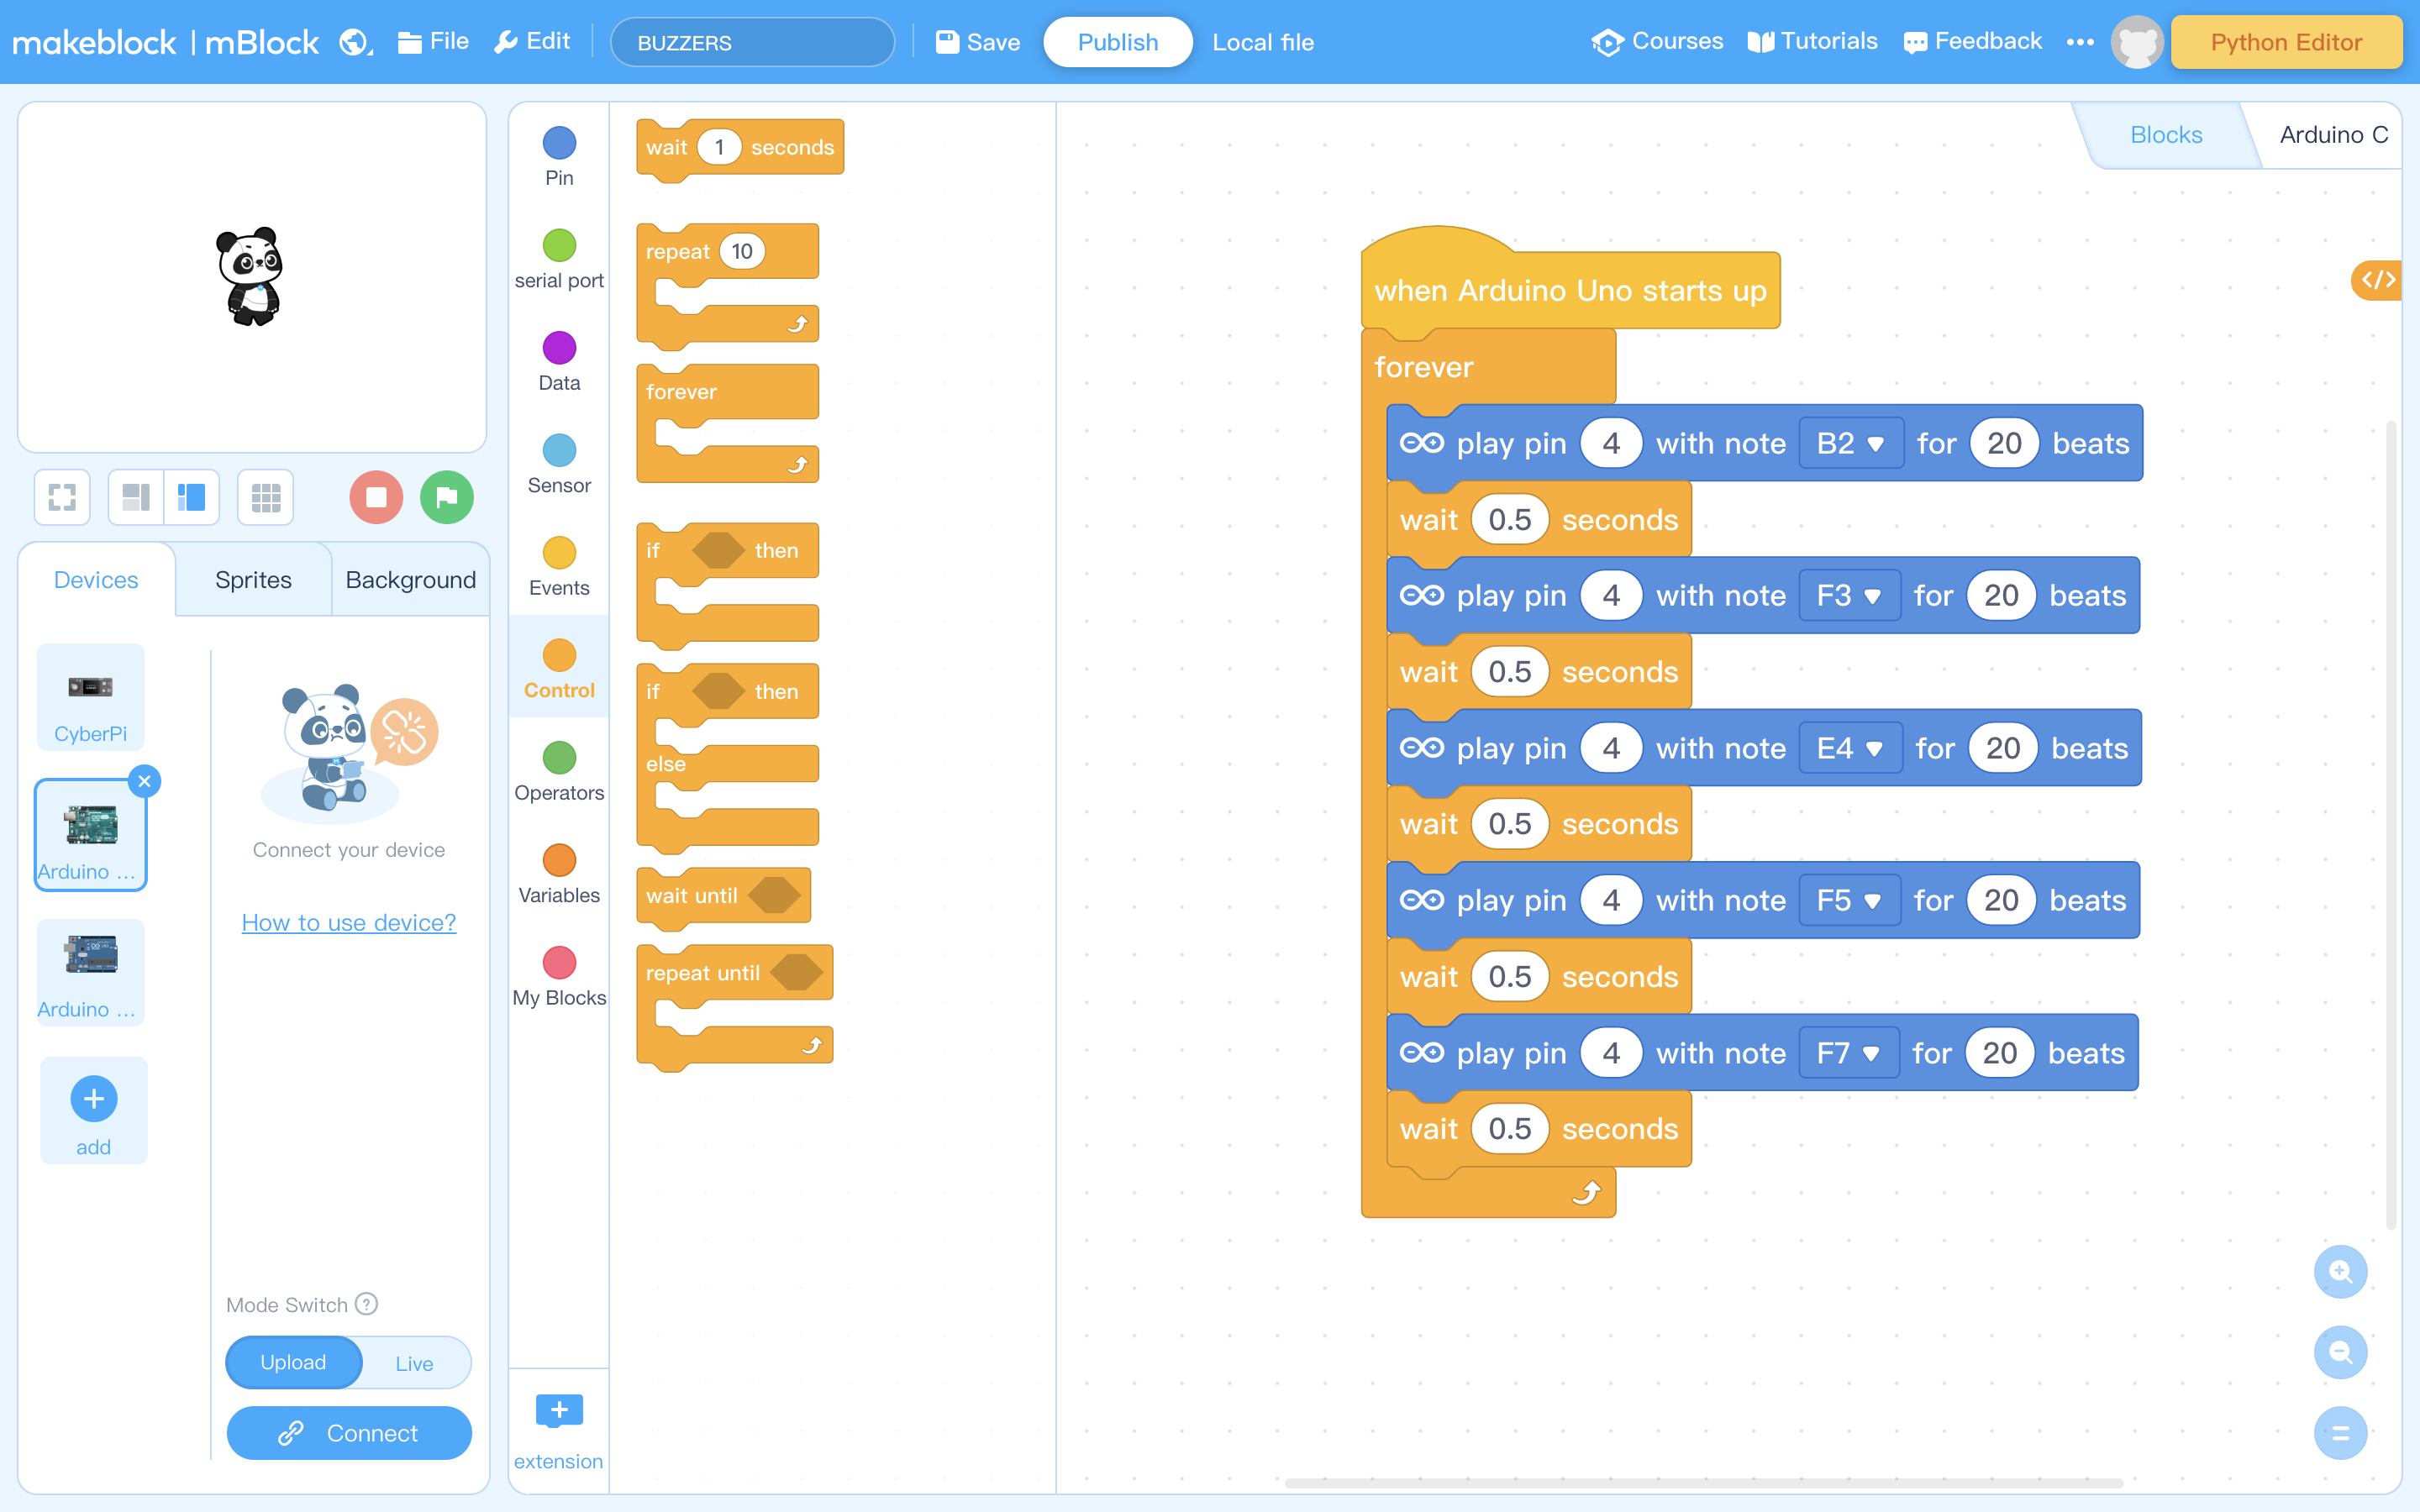 makeblock | mBlock File Edit BUZZERS Save Publish Local file Courses Tutorials Feedback Python Editor
Devices Sprites Background
CyberPi
Arduino ...
Arduino ...
add
Connect your device
How to use device?
Mode Switch ?
Upload Live
Connect
Pin
serial port
Data
Sensor
Events
Control
Operators
Variables
My Blocks
extension
wait 1 seconds
repeat 10
forever
if then
if then
else
wait until
repeat until
Blocks Arduino C
</>
when Arduino Uno starts up
forever
play pin 4 with note B2 for 20 beats
wait 0.5 seconds
play pin 4 with note F3 for 20 beats
wait 0.5 seconds
play pin 4 with note E4 for 20 beats
wait 0.5 seconds
play pin 4 with note F5 for 20 beats
wait 0.5 seconds
play pin 4 with note F7 for 20 beats
wait 0.5 seconds